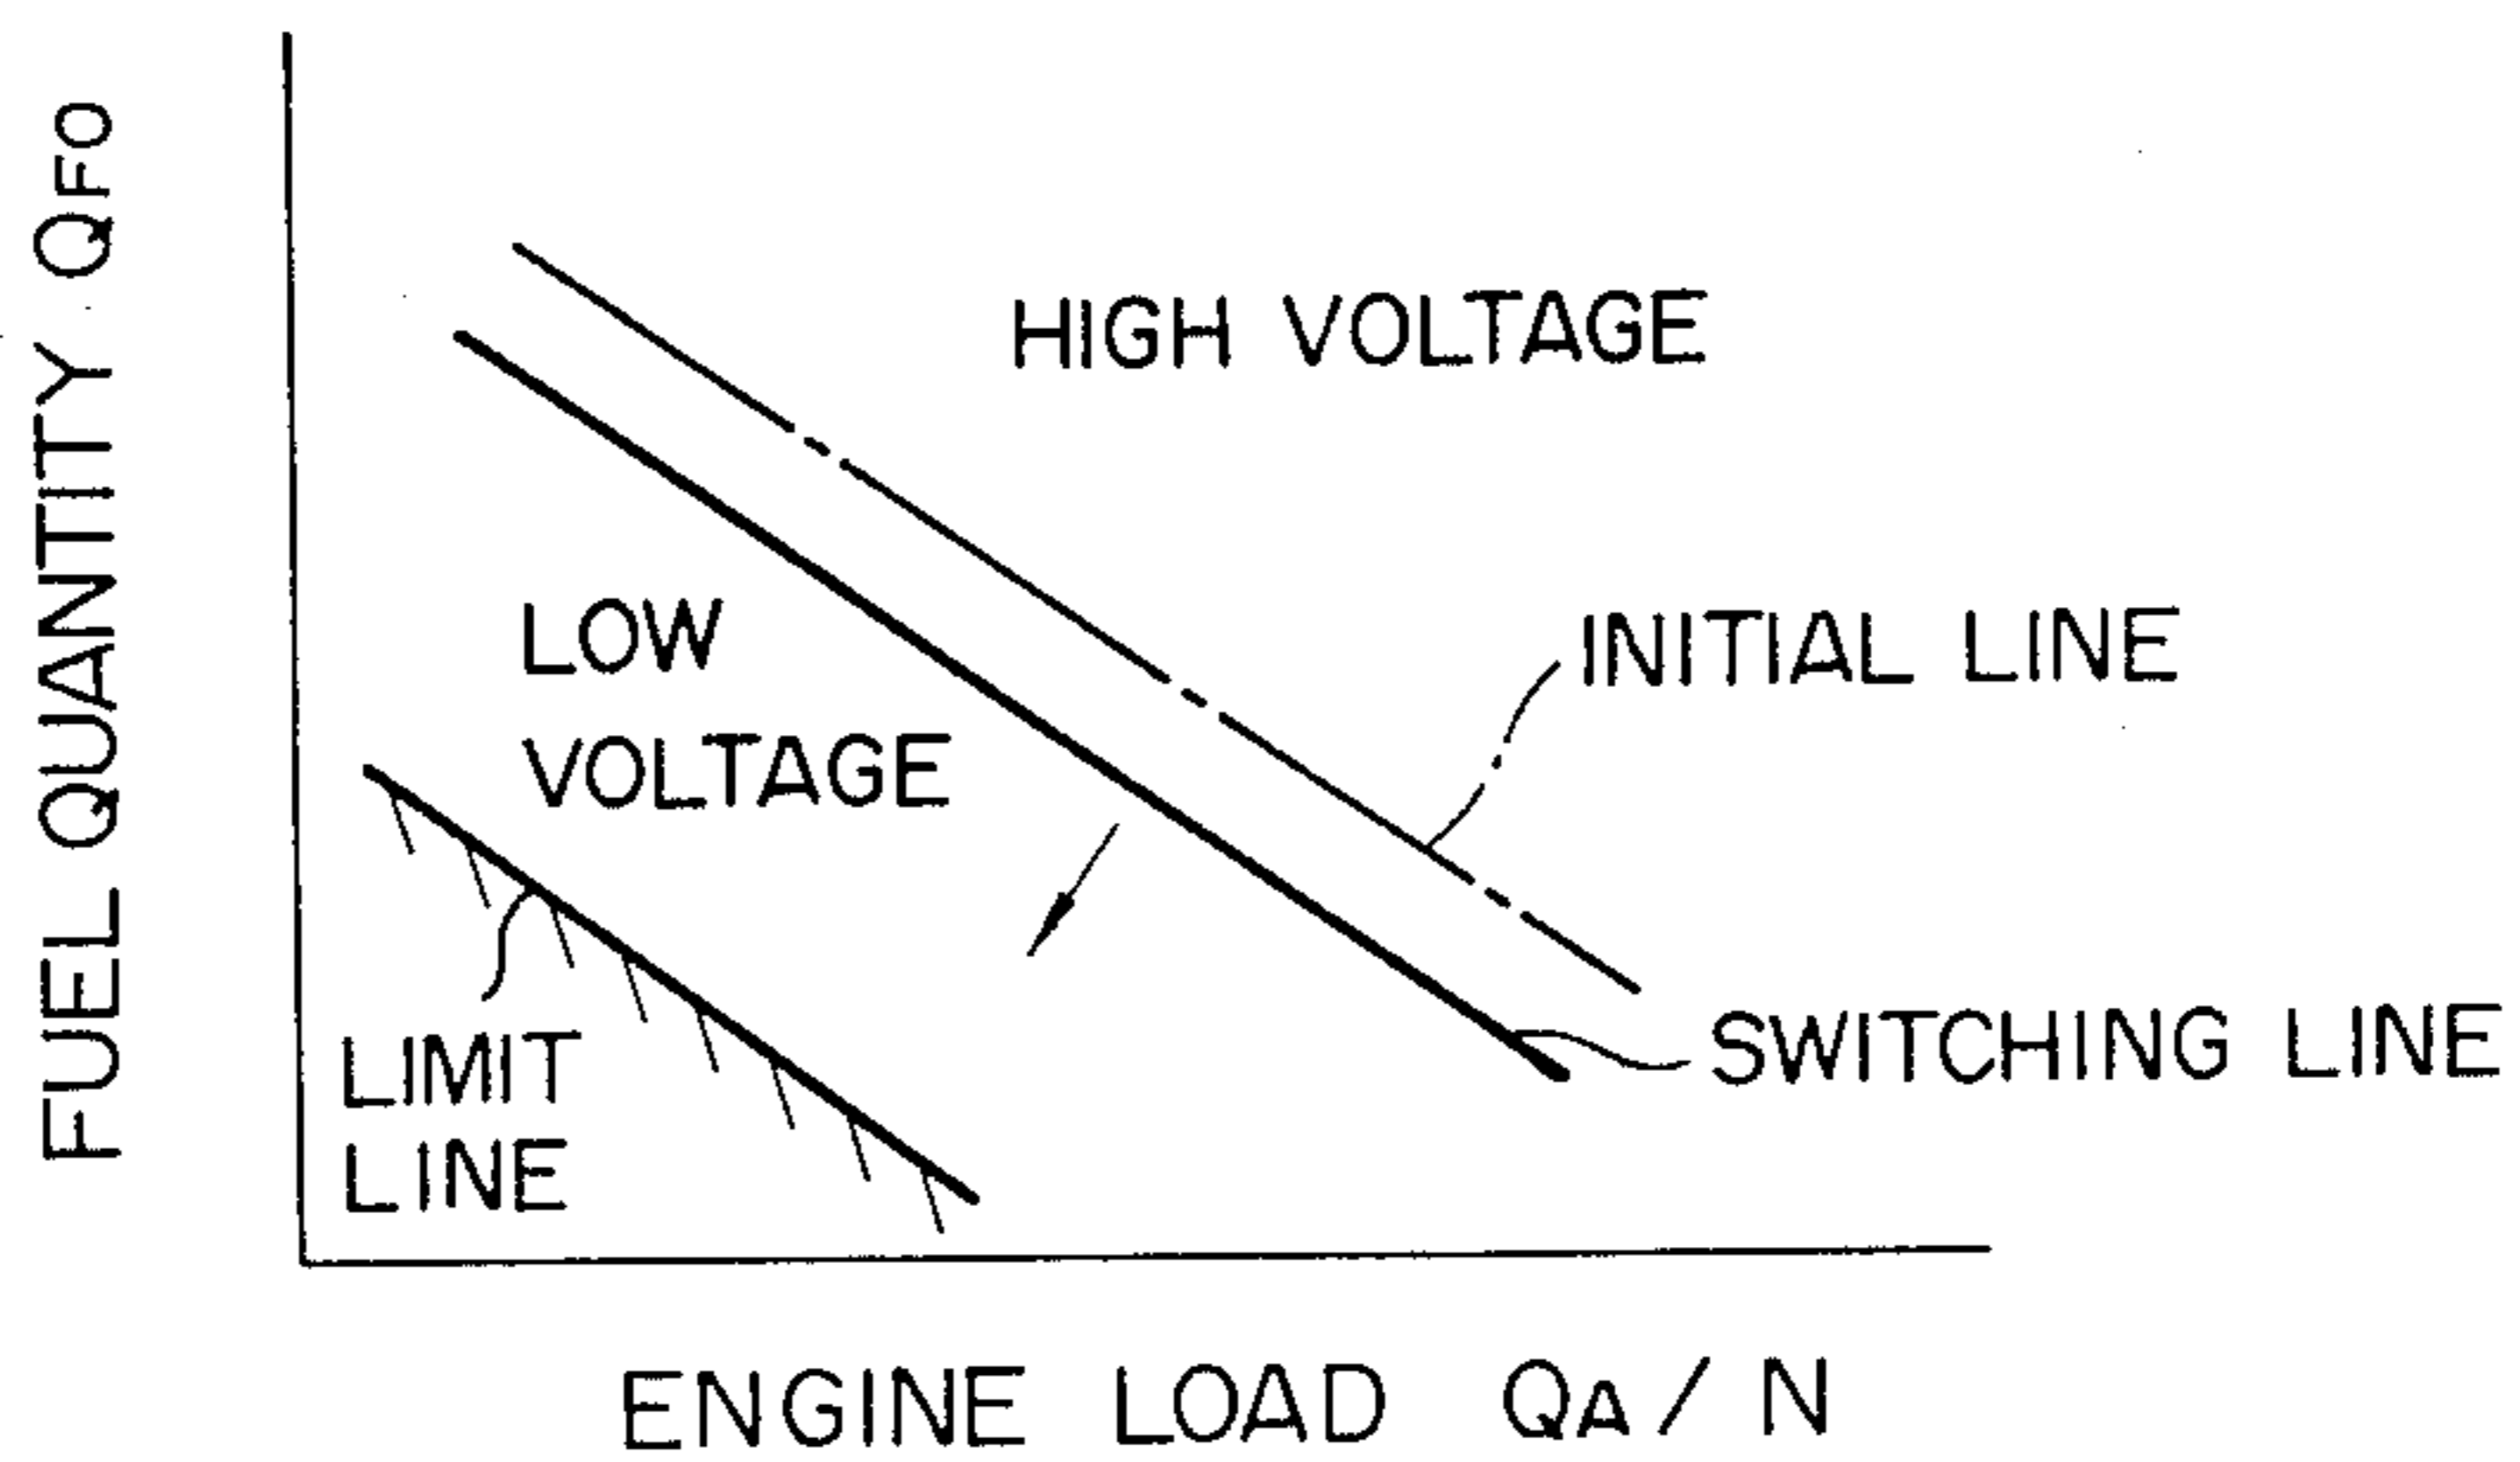 FUEL QUANTITY QFO
HIGH VOLTAGE
LOW
VOLTAGE
INITIAL LINE
SWITCHING LINE
LIMIT
LINE
ENGINE LOAD QA/N